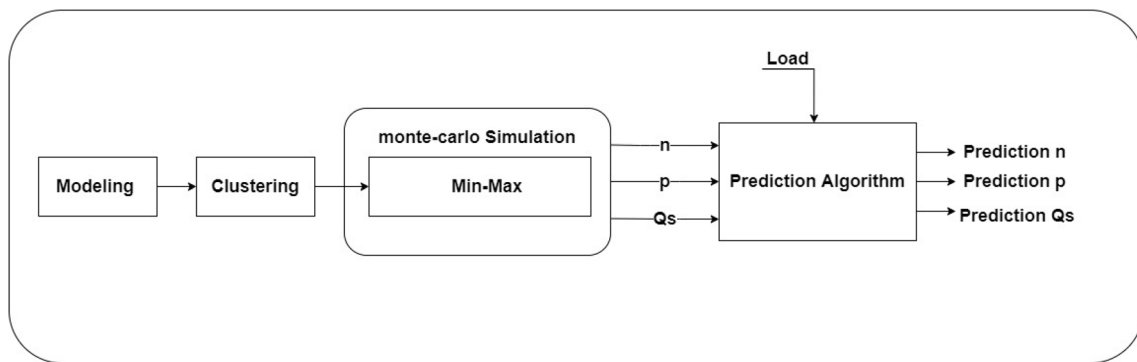 Load
monte-carlo Simulation
Modeling
Clustering
Min-Max
n
p
Qs
Prediction Algorithm
Prediction n
Prediction p
Prediction Qs